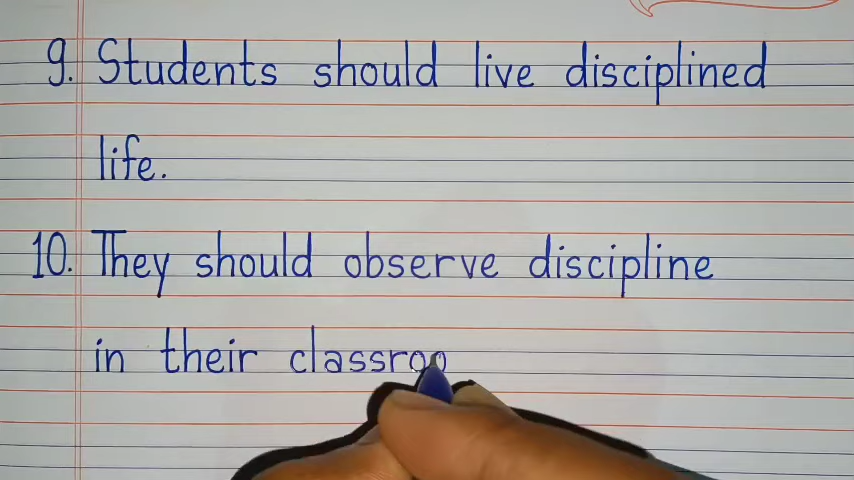 9. Students should live disciplined
life.
10. They should observe discipline
in their classroo